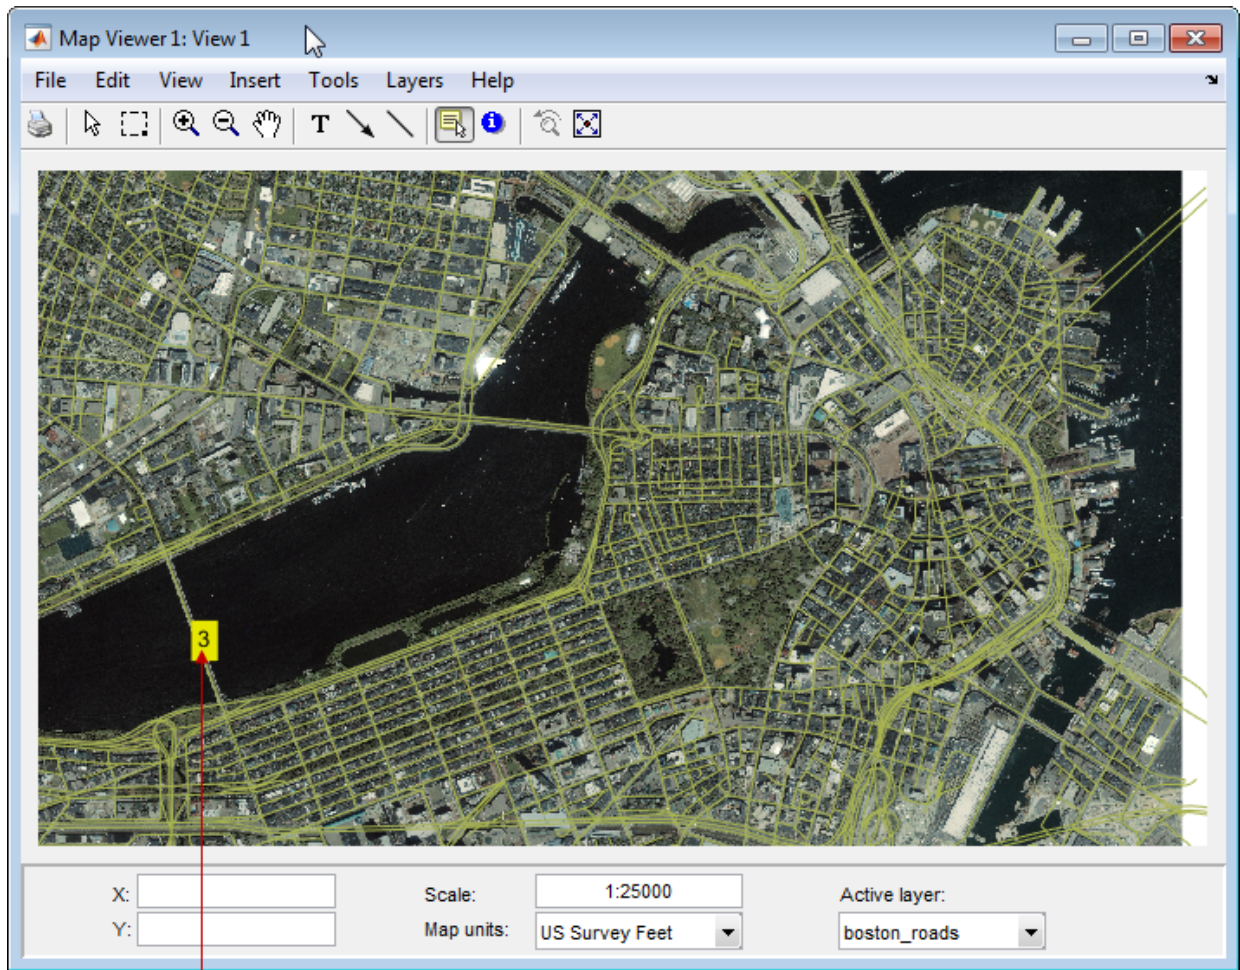 Map Viewer 1: View 1
File Edit View Insert Tools Layers Help
T
3
X:
Y:
Scale: 1:25000
Map units: US Survey Feet
Active layer:
boston_roads